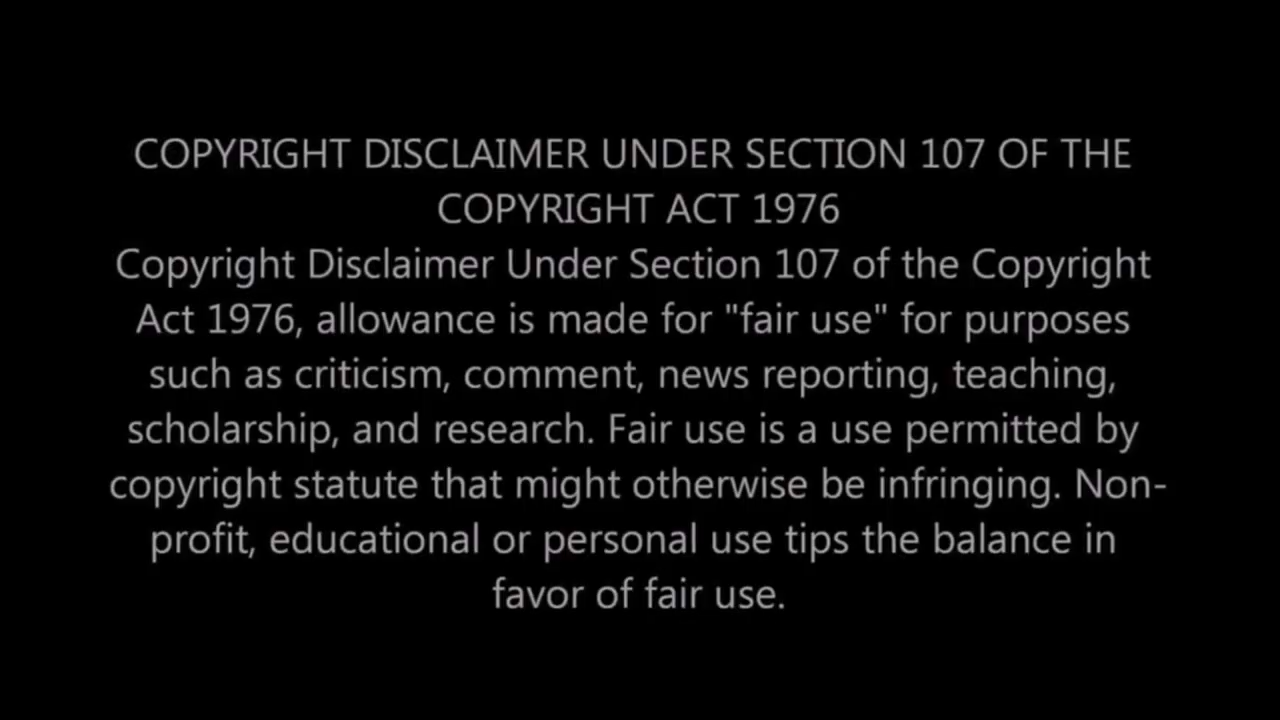 COPYRIGHT DISCLAIMER UNDER SECTION 107 OF THE
COPYRIGHT ACT 1976
Copyright Disclaimer Under Section 107 of the Copyright
Act 1976, allowance is made for "fair use" for purposes
such as criticism, comment, news reporting, teaching,
scholarship, and research. Fair use is a use permitted by
copyright statute that might otherwise be infringing. Non-
profit, educational or personal use tips the balance in
favor of fair use.